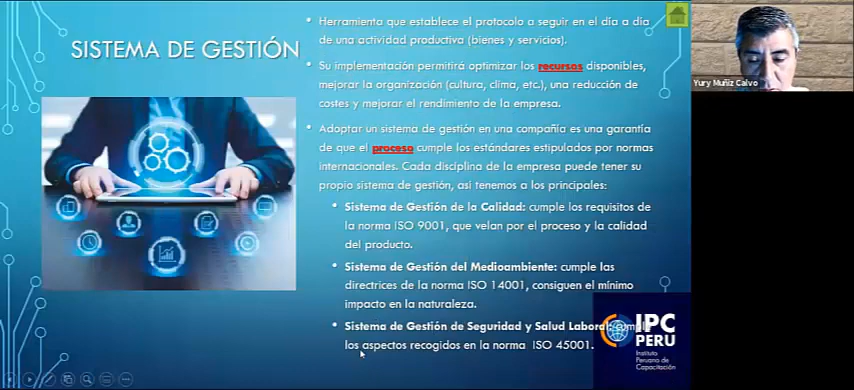 SISTEMA DE GESTIÓN
• Herramienta que establece el protocolo a seguir en el día a dia
de una actividad productiva (bienes y servicios).
• Su implementación permitirá optimizar los recursos disponibles,
mejorar la organización (cultura, clima, etc.), una reducción de
costes y mejorar el rendimiento de la empresa.
• Adoptar un sistema de gestión en una compañía es una garantía
de que el proceso cumple los estándares estipulados por normas
internacionales. Cada disciplina de la empresa puede tener su
propio sistema de gestión, así tenemos a los principales:
• Sistema de Gestión de la Calidad: cumple los requisitos de
la norma ISO 9001, que velan por el proceso y la calidad
del producto.
• Sistema de Gestión del Medioambiente: cumple las
directrices de la norma ISO 14001, consiguen el mínimo
impacto en la naturaleza.
• Sistema de Gestión de Seguridad y Salud Laboral:
los aspectos recogidos en la norma ISO 45001.
IPC
PERU
Instituto
Peruano de
Capacitación
Yury Muñiz Calvo